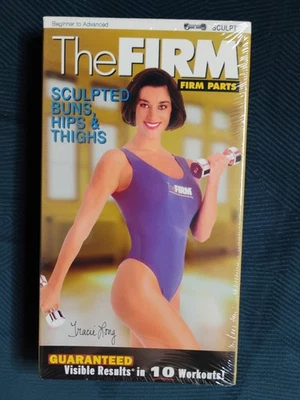 Beginner to Advanced
SCULPT
The FIRM
FIRM PARTS
SCULPTED
BUNS,
HIPS &
THIGHS
The FIRM
Tracie Long
GUARANTEED
Visible Results* in 10 Workouts!